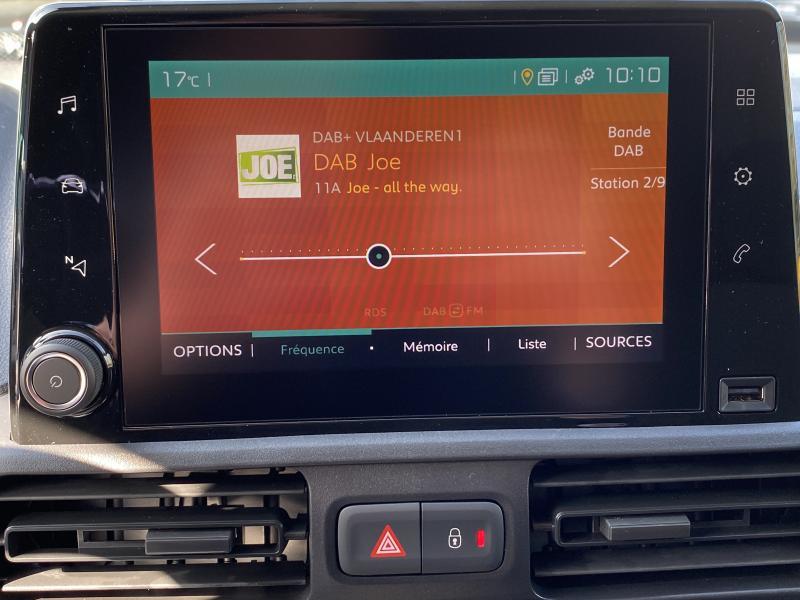 17°C
10:10
DAB+ VLAANDEREN1
JOE
DAB Joe
11A Joe - all the way.
Bande
DAB
Station 2/9
N
RDS
DAB FM
OPTIONS
Fréquence
Mémoire
Liste
SOURCES